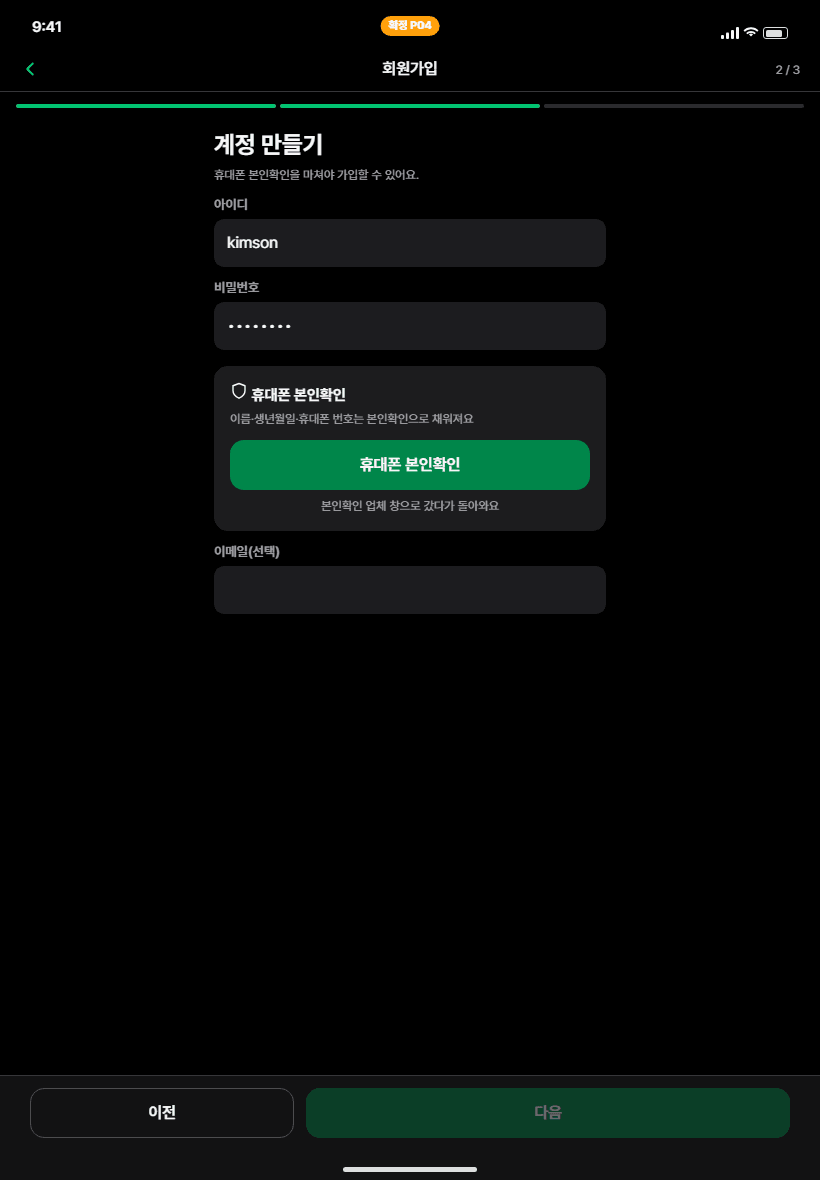 9:41
확정 P04
회원가입
2 / 3
계정 만들기
휴대폰 본인확인을 마쳐야 가입할 수 있어요.
아이디
kimson
비밀번호
••••••••
휴대폰 본인확인
이름·생년월일·휴대폰 번호는 본인확인으로 채워져요
휴대폰 본인확인
본인확인 업체 창으로 갔다가 돌아와요
이메일(선택)
이전
다음